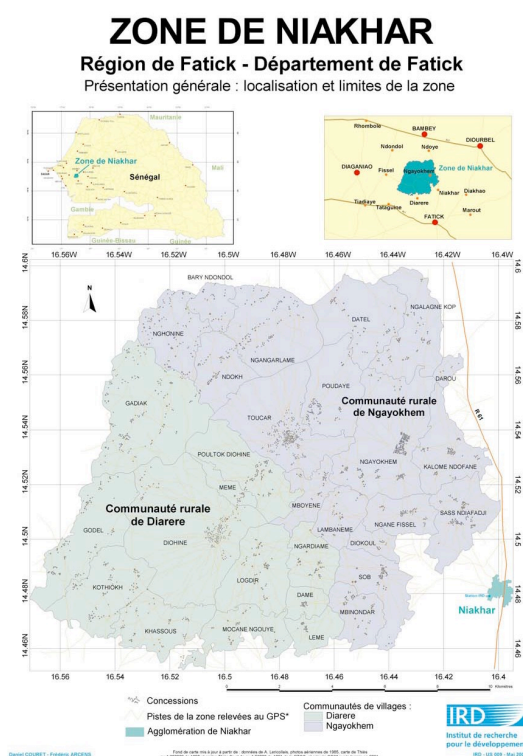 ZONE DE NIAKHAR
Région de Fatick - Département de Fatick
Présentation générale : localisation et limites de la zone
Mauritanie
Zone de Niakhar
Sénégal
Mali
Gambie
Guinée-Bissau
Guinée
Rhombole
BAMBEY
DIOURBEL
Ndondol
Ndoye
DIAGANIAO
Fissel
Ngayokhem
Zone de Niakhar
Niakhar
Diakhao
Tiadiaye
Tataguine
Diarere
Marout
FATICK
16.56W 16.54W 16.52W 16.5W 16.48W 16.46W 16.44W 16.42W 16.4W
14.6N 14.58N 14.56N 14.54N 14.52N 14.5N 14.48N 14.46N
14.6 14.58 14.56 14.54 14.52 14.5 14.48 14.46
N
BARY NDONDOL
NGALAGNE KOP
DATEL
NGHONINE
NGANGARLAME
NDOKH
POUDAYE
DAROU
GADIAK
Communauté rurale
de Ngayokhem
R 61
TOUCAR
POULTOK DIOHINE
NGAYOKHEM
KALOME NDOFANE
MEME
MBOYENE
SASS NDIAFADJI
Communauté rurale
de Diarere
LAMBANEME
NGANE FISSEL
GODEL
DIOHINE
NGARDIAME
DIOKOUL
KOTHIOKH
LOGDIR
SOB
DAME
Niakhar
MBINONDAR
KHASSOUS
MOCANE NGOUYE
LEME
16.56 16.54 16.52 16.5 16.48 16.46 16.44 16.42 16.4
Concessions
Pistes de la zone relevées au GPS*
Agglomération de Niakhar
Communautés de villages :
Diarere
Ngayokhem
IRD
Institut de recherche
pour le développement
Daniel COURET - Frédéric ARCENS